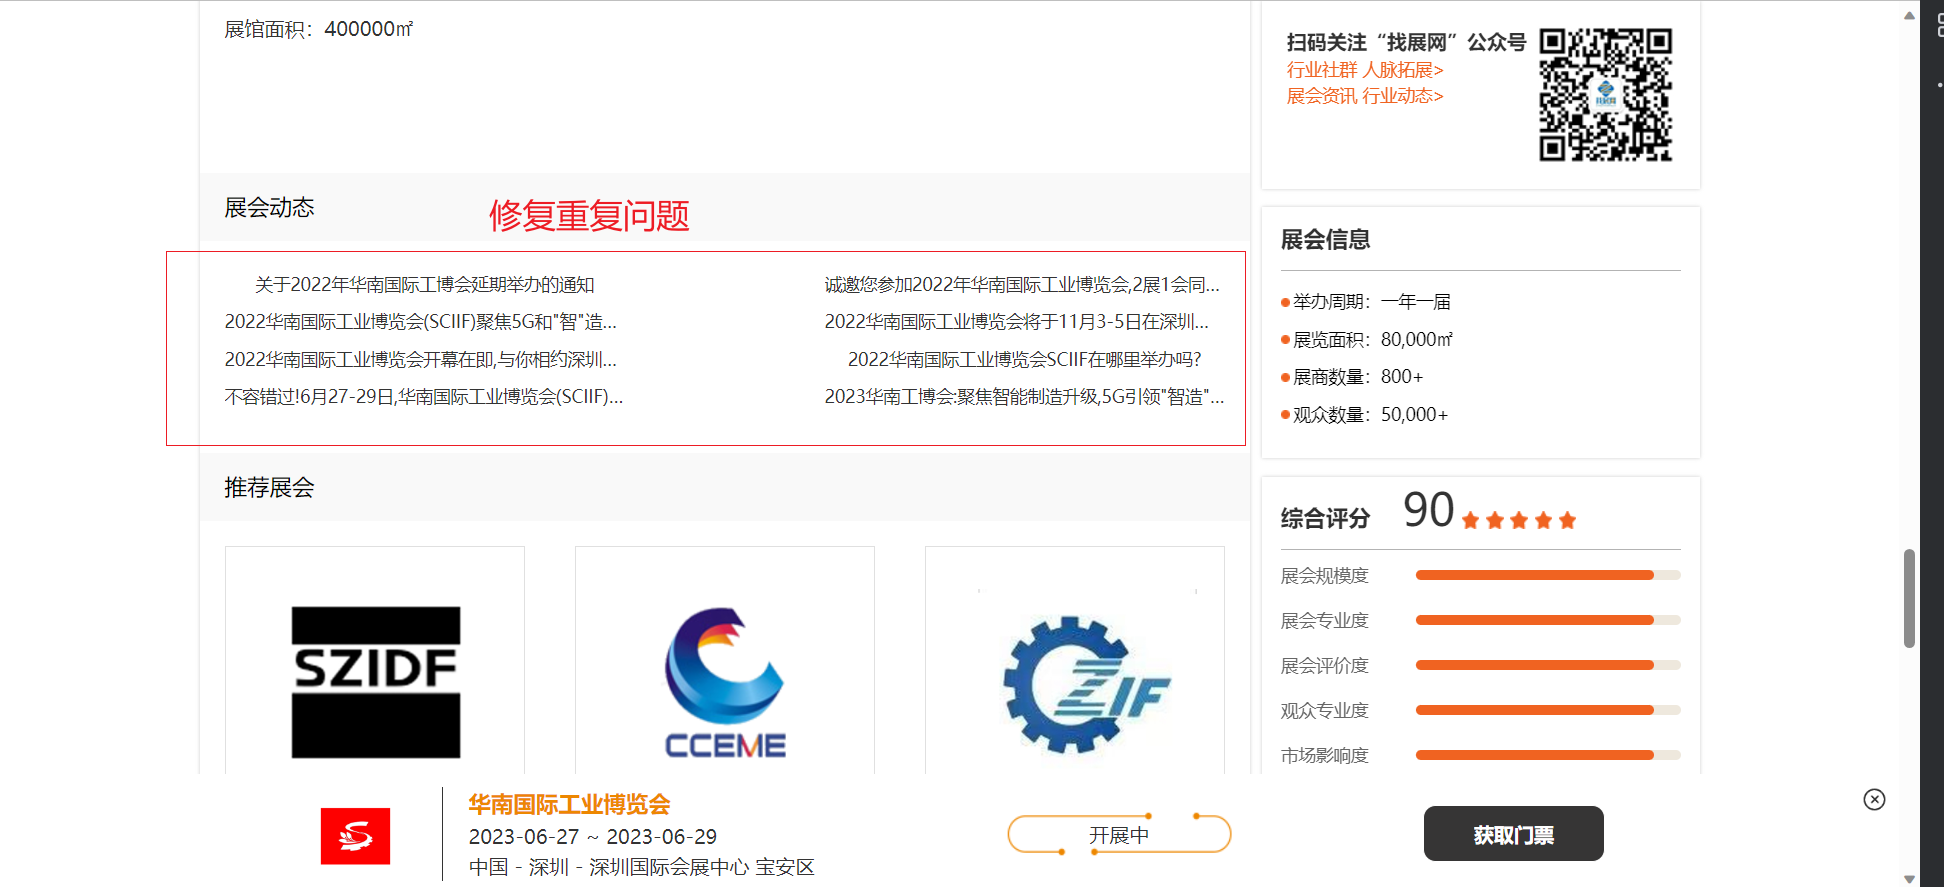 展馆面积：400000㎡
扫码关注“找展网”公众号
行业社群 人脉拓展>
展会资讯 行业动态>
展会动态
修复重复问题
关于2022年华南国际工博会延期举办的通知
诚邀您参加2022年华南国际工业博览会,2展1会同...
2022华南国际工业博览会(SCIIF)聚焦5G和"智"造...
2022华南国际工业博览会将于11月3-5日在深圳...
2022华南国际工业博览会开幕在即,与你相约深圳...
2022华南国际工业博览会SCIIF在哪里举办吗?
不容错过!6月27-29日,华南国际工业博览会(SCIIF)...
2023华南工博会:聚焦智能制造升级,5G引领"智造"...
展会信息
举办周期：一年一届
展览面积：80,000㎡
展商数量：800+
观众数量：50,000+
推荐展会
SZIDF
CCEME
ZIF
综合评分 90
展会规模度
展会专业度
展会评价度
观众专业度
市场影响度
华南国际工业博览会
2023-06-27 ~ 2023-06-29
中国 - 深圳 - 深圳国际会展中心 宝安区
开展中
获取门票